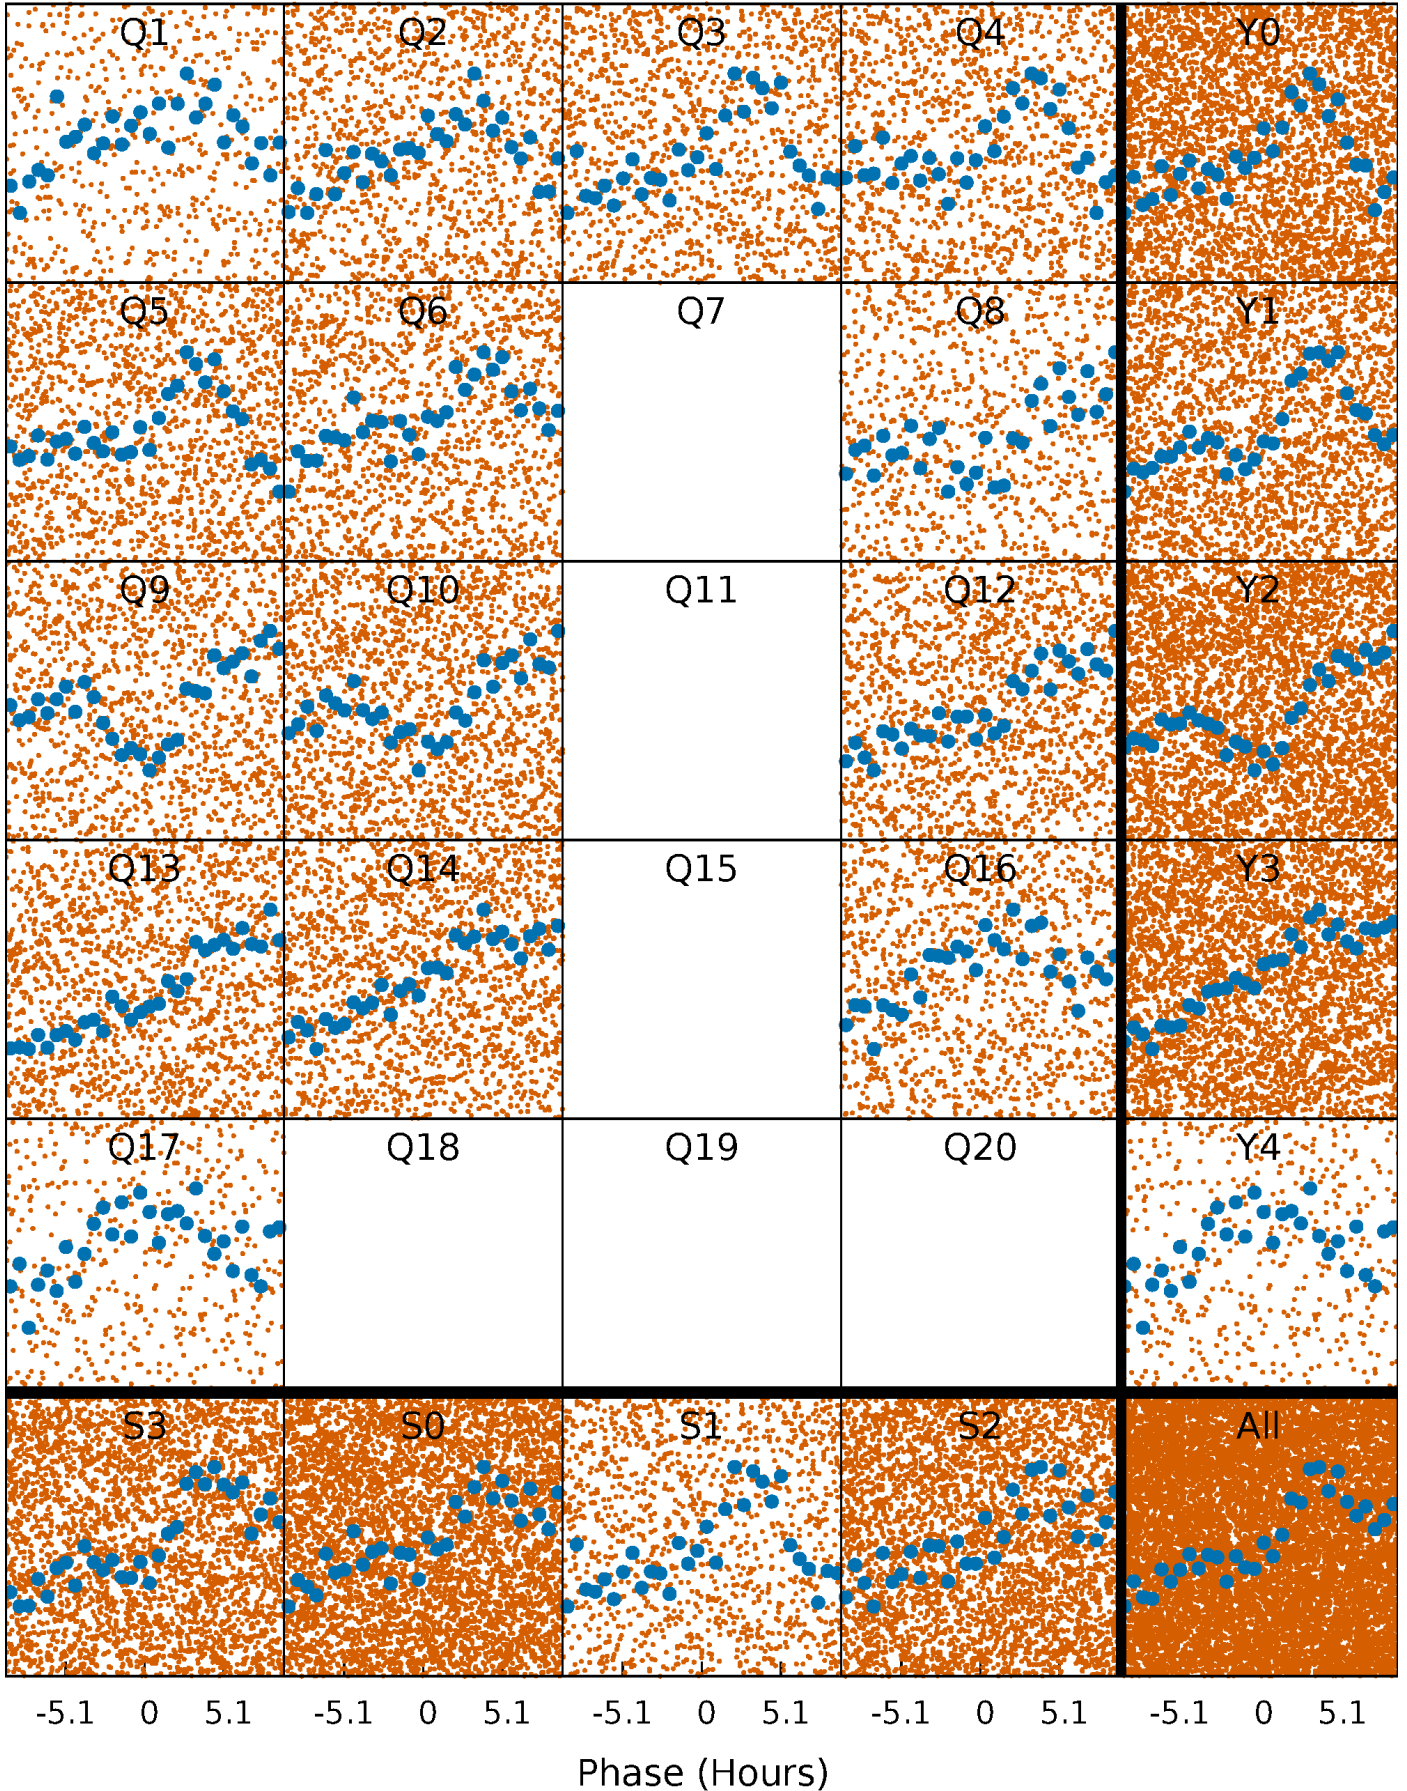 Q1 Q2 Q3 Q4 Y0
Q5 Q6 Q7 Q8 Y1
Q9 Q10 Q11 Q12 Y2
Q13 Q14 Q15 Q16 Y3
Q17 Q18 Q19 Q20 Y4
S3 S0 S1 S2 All
-5.1 0 5.1 -5.1 0 5.1 -5.1 0 5.1 -5.1 0 5.1 -5.1 0 5.1
Phase (Hours)